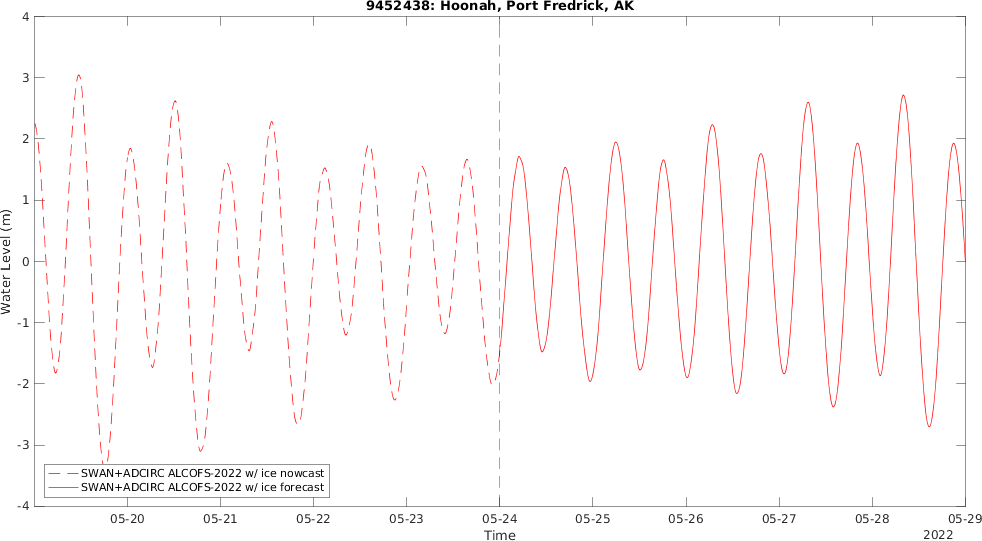 9452438: Hoonah, Port Fredrick, AK
Water Level (m)
4
3
2
1
0
-1
-2
-3
-4
SWAN+ADCIRC ALCOFS-2022 w/ ice nowcast
SWAN+ADCIRC ALCOFS-2022 w/ ice forecast
05-20 05-21 05-22 05-23 05-24 05-25 05-26 05-27 05-28 05-29
Time
2022